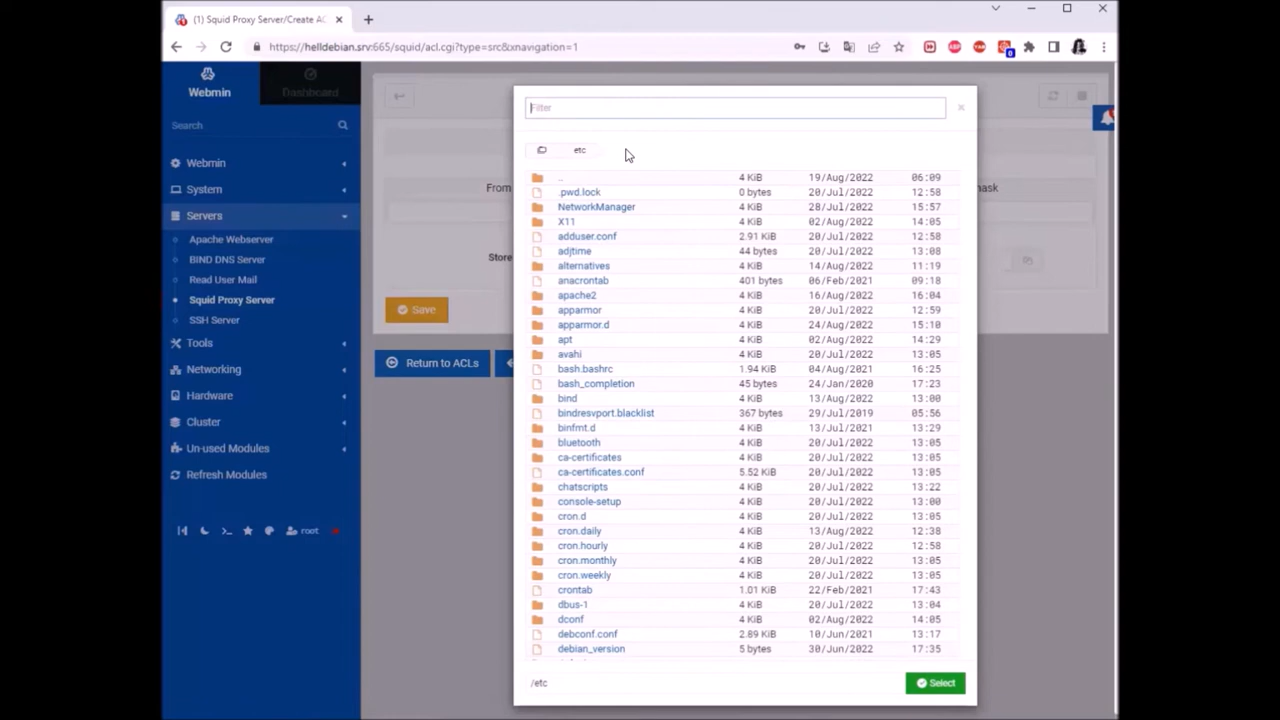 (1) Squid Proxy Server/Create AC
https://helldebian.srv:665/squid/acl.cgi?type=src&xnavigation=1
Webmin
Dashboard
Search
Webmin
System
Servers
Apache Webserver
BIND DNS Server
Read User Mail
Squid Proxy Server
SSH Server
Tools
Networking
Hardware
Cluster
Un-used Modules
Refresh Modules
root
From
mask
Store
Save
Return to ACLs
Filter
etc
.. 4 KiB 19/Aug/2022 06:09
.pwd.lock 0 bytes 20/Jul/2022 12:58
NetworkManager 4 KiB 28/Jul/2022 15:57
X11 4 KiB 02/Aug/2022 14:05
adduser.conf 2.91 KiB 20/Jul/2022 12:58
adjtime 44 bytes 20/Jul/2022 13:08
alternatives 4 KiB 14/Aug/2022 11:19
anacrontab 401 bytes 06/Feb/2021 09:18
apache2 4 KiB 16/Aug/2022 16:04
apparmor 4 KiB 20/Jul/2022 12:59
apparmor.d 4 KiB 24/Aug/2022 15:10
apt 4 KiB 02/Aug/2022 14:29
avahi 4 KiB 20/Jul/2022 13:05
bash.bashrc 1.94 KiB 04/Aug/2021 16:25
bash_completion 45 bytes 24/Jan/2020 17:23
bind 4 KiB 13/Aug/2022 13:00
bindresvport.blacklist 367 bytes 29/Jul/2019 05:56
binfmt.d 4 KiB 13/Jul/2021 13:29
bluetooth 4 KiB 20/Jul/2022 13:05
ca-certificates 4 KiB 20/Jul/2022 13:05
ca-certificates.conf 5.52 KiB 20/Jul/2022 13:05
chatscripts 4 KiB 20/Jul/2022 13:22
console-setup 4 KiB 20/Jul/2022 13:00
cron.d 4 KiB 20/Jul/2022 13:05
cron.daily 4 KiB 13/Aug/2022 12:38
cron.hourly 4 KiB 20/Jul/2022 12:58
cron.monthly 4 KiB 20/Jul/2022 13:05
cron.weekly 4 KiB 20/Jul/2022 13:05
crontab 1.01 KiB 22/Feb/2021 17:43
dbus-1 4 KiB 20/Jul/2022 13:04
dconf 4 KiB 02/Aug/2022 14:05
debconf.conf 2.89 KiB 10/Jun/2021 13:17
debian_version 5 bytes 30/Jun/2022 17:35
/etc
Select